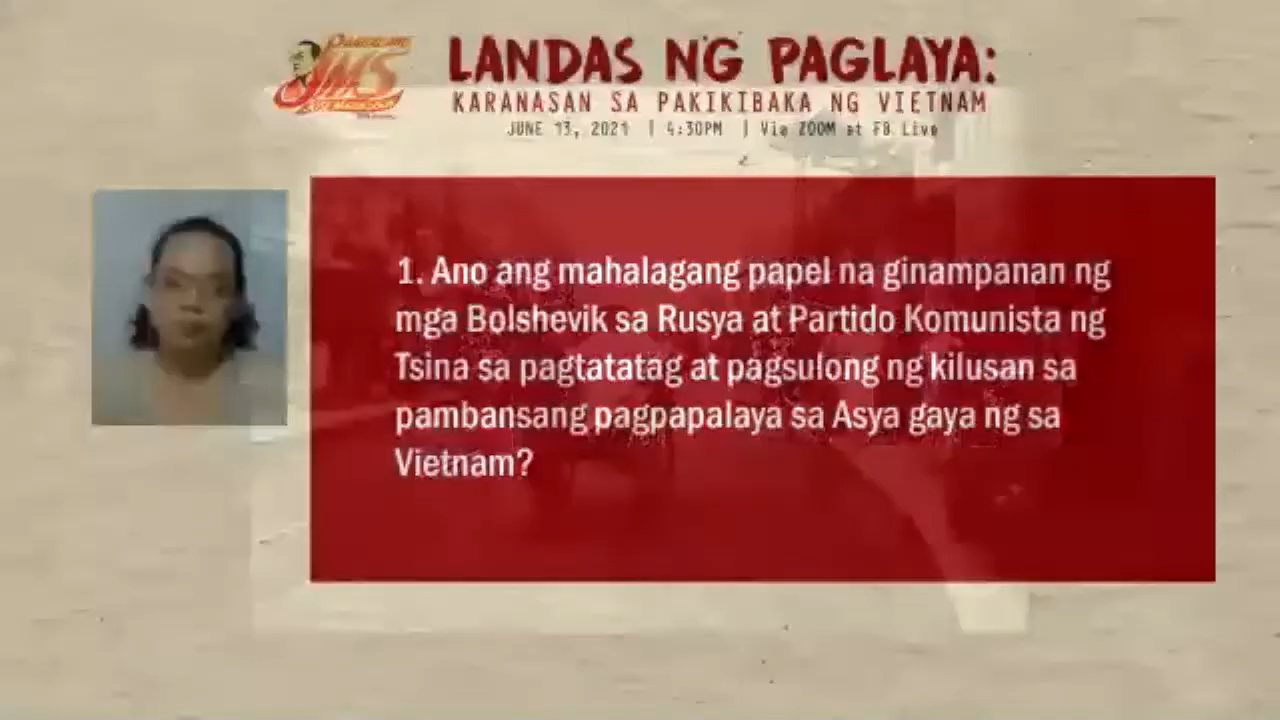 JMS
LANDAS NG PAGLAYA:
KARANASAN SA PAKIKIBAKA NG VIETNAM
JUNE 13, 2021 | 4:30PM | Via ZOOM at FB Live
1. Ano ang mahalagang papel na ginampanan ng
mga Bolshevik sa Rusya at Partido Komunista ng
Tsina sa pagtatatag at pagsulong ng kilusan sa
pambansang pagpapalaya sa Asya gaya ng sa
Vietnam?